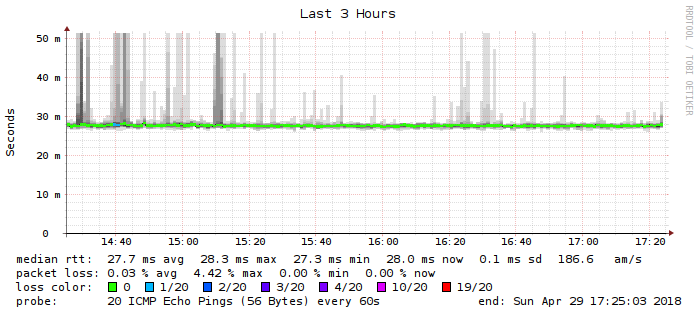 Last 3 Hours
RRDTOOL / TOBI OETIKER
Seconds
50 m
40 m
30 m
20 m
10 m
0
14:40 15:00 15:20 15:40 16:00 16:20 16:40 17:00 17:20
median rtt: 27.7 ms avg 28.3 ms max 27.3 ms min 28.0 ms now 0.1 ms sd 186.6 am/s
packet loss: 0.03 % avg 4.42 % max 0.00 % min 0.00 % now
loss color: 0 1/20 2/20 3/20 4/20 10/20 19/20
probe: 20 ICMP Echo Pings (56 Bytes) every 60s end: Sun Apr 29 17:25:03 2018